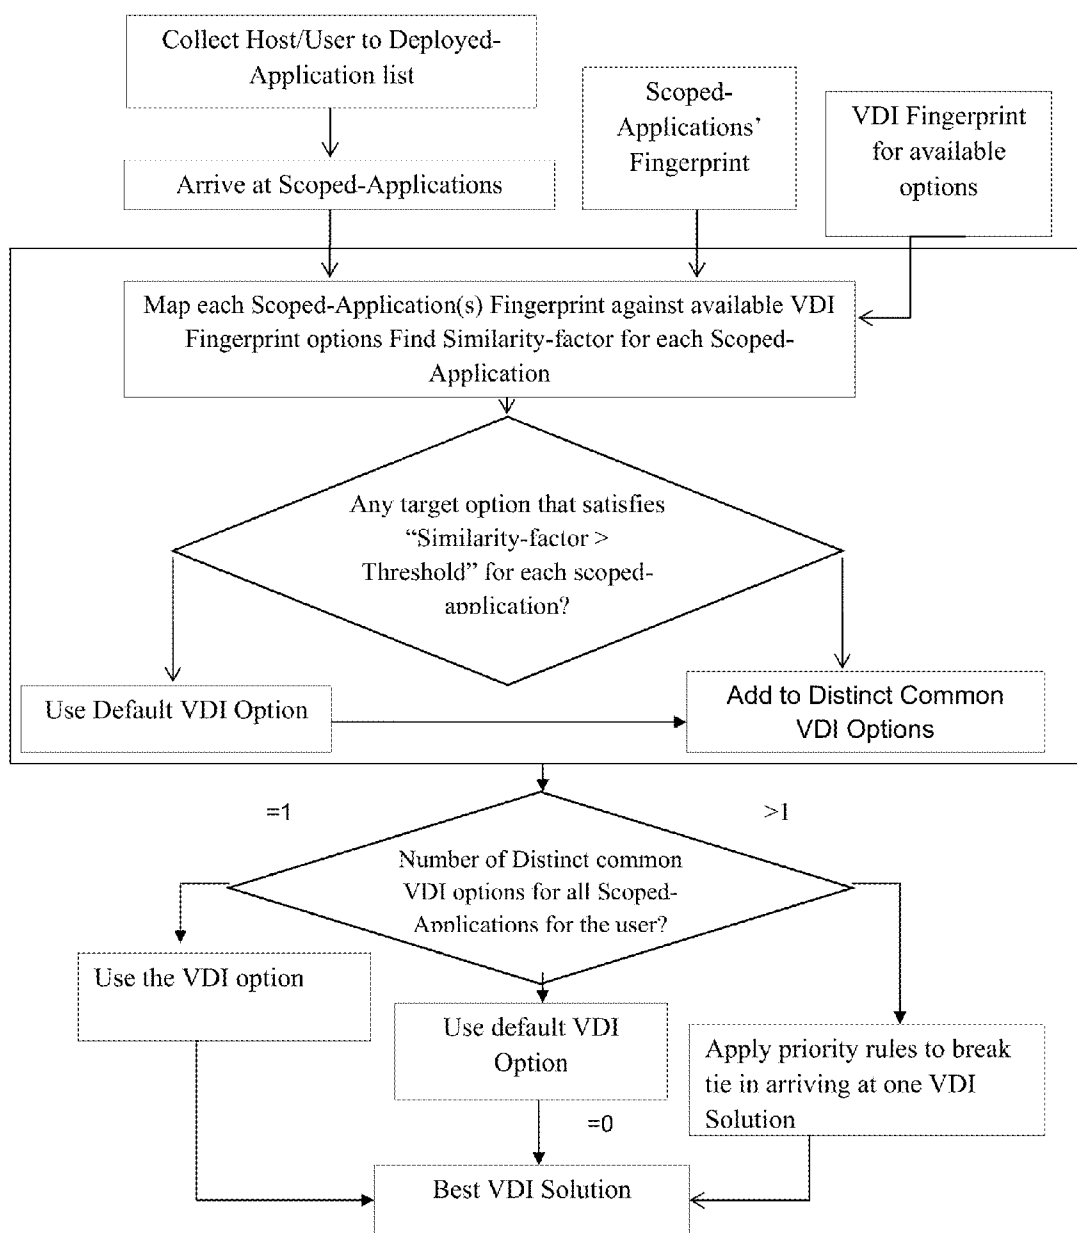 Collect Host/User to Deployed-
Application list
Scoped-
Applications’
Fingerprint
VDI Fingerprint
for available
options
Arrive at Scoped-Applications
Map each Scoped-Application(s) Fingerprint against available VDI
Fingerprint options Find Similarity-factor for each Scoped-
Application
Any target option that satisfies
“Similarity-factor >
Threshold” for each scoped-
application?
Use Default VDI Option
Add to Distinct Common
VDI Options
=1
>1
Number of Distinct common
VDI options for all Scoped-
Applications for the user?
Use the VDI option
Use default VDI
Option
Apply priority rules to break
tie in arriving at one VDI
Solution
=0
Best VDI Solution